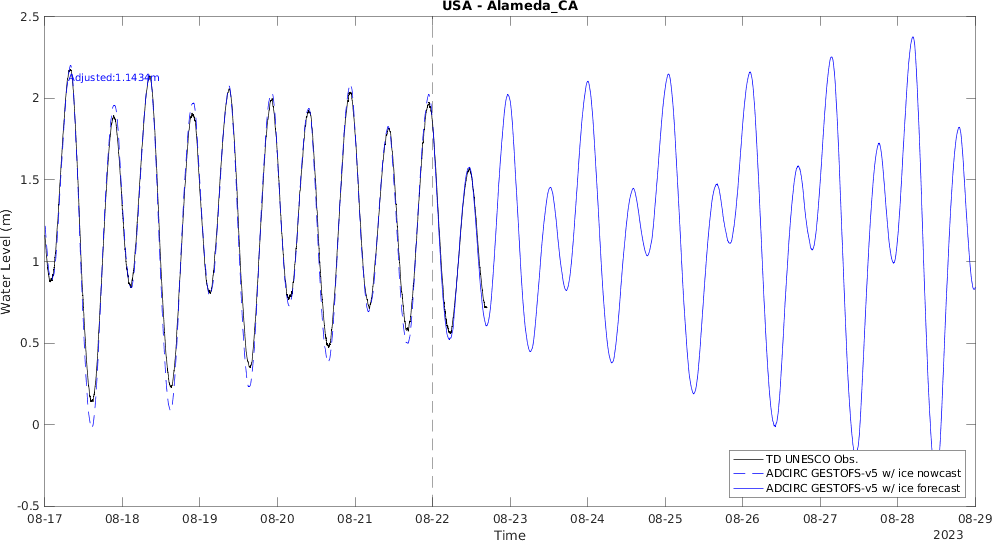 USA - Alameda_CA
2.5
2
1.5
1
0.5
0
-0.5
Water Level (m)
Adjusted:1.1434m
TD UNESCO Obs.
ADCIRC GESTOFS-v5 w/ ice nowcast
ADCIRC GESTOFS-v5 w/ ice forecast
08-17 08-18 08-19 08-20 08-21 08-22 08-23 08-24 08-25 08-26 08-27 08-28 08-29
Time
2023